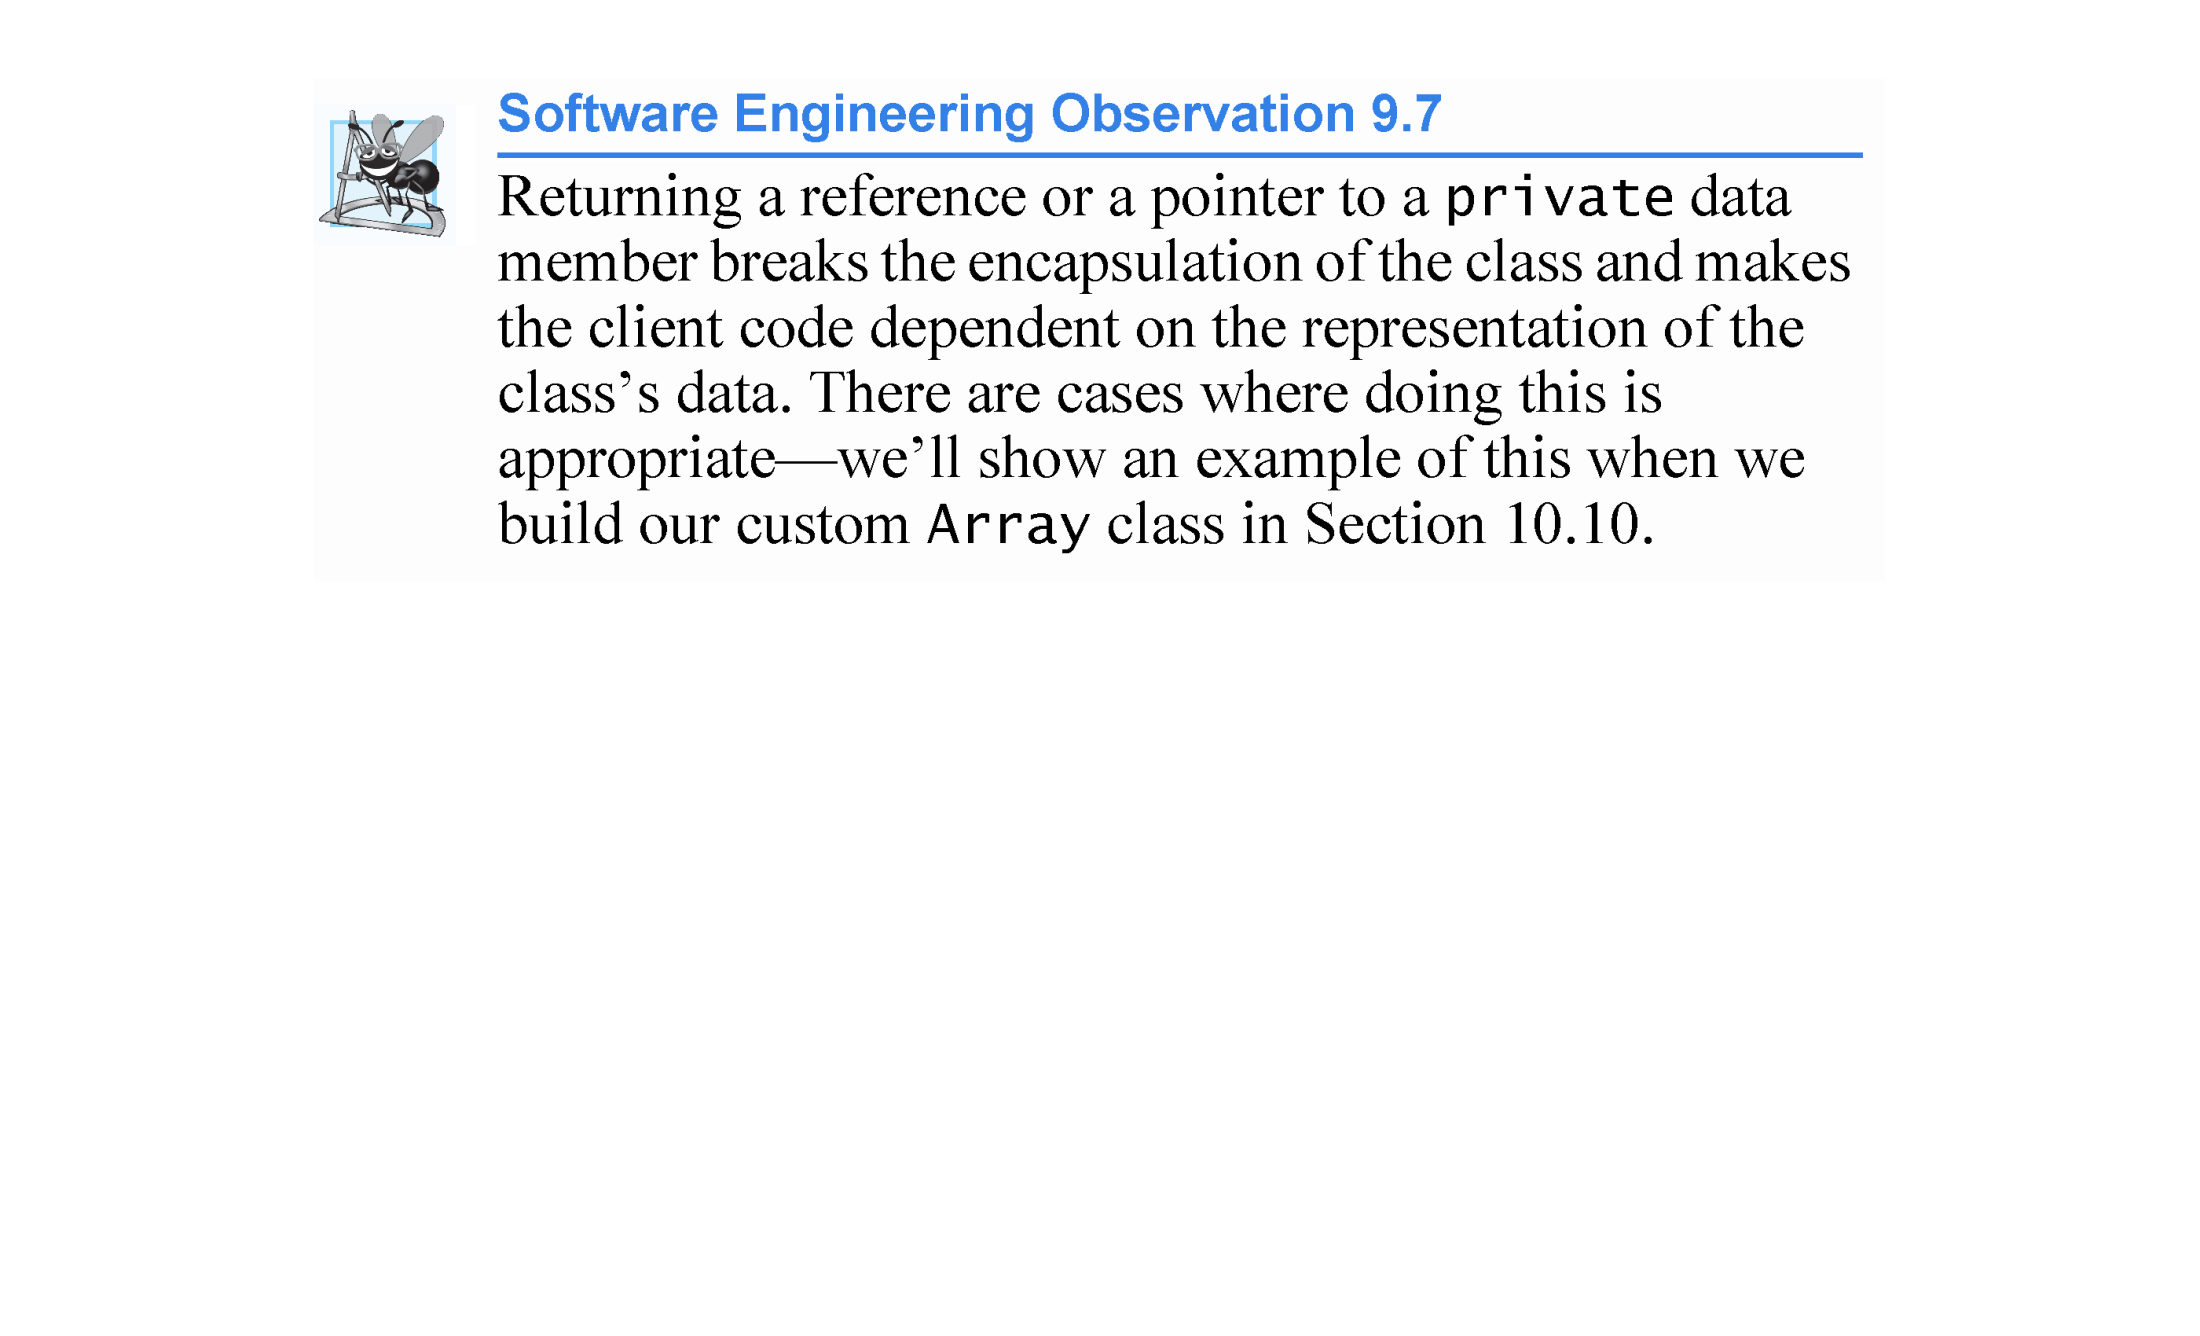 Software Engineering Observation 9.7
Returning a reference or a pointer to a private data
member breaks the encapsulation of the class and makes
the client code dependent on the representation of the
class’s data. There are cases where doing this is
appropriate—we’ll show an example of this when we
build our custom Array class in Section 10.10.